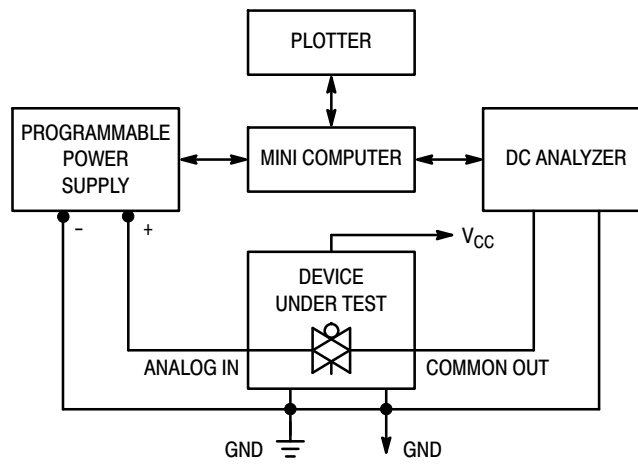 PLOTTER
PROGRAMMABLE
POWER
SUPPLY
MINI COMPUTER
DC ANALYZER
– +
VCC
DEVICE
UNDER TEST
ANALOG IN
COMMON OUT
GND
GND